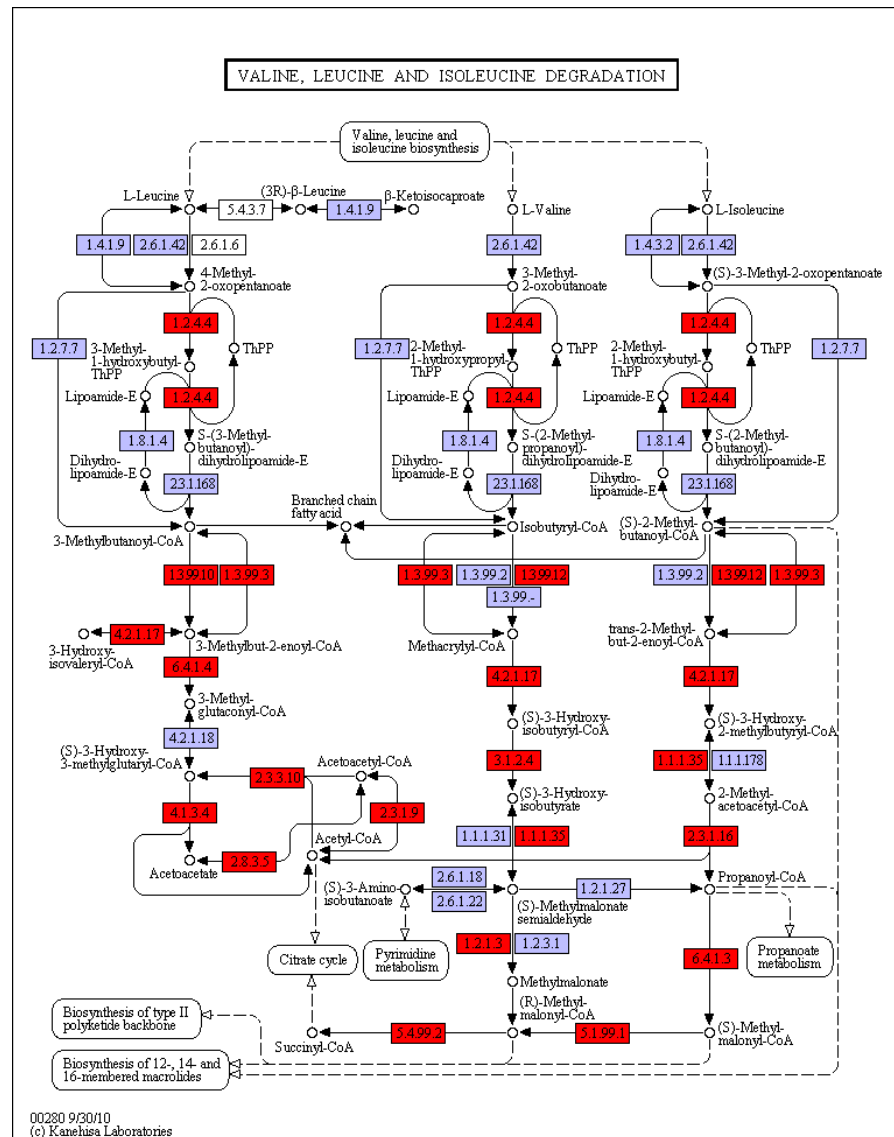 VALINE, LEUCINE AND ISOLEUCINE DEGRADATION
Valine, leucine and
isoleucine biosynthesis
L-Leucine
(3R)-β-Leucine
β-Ketoisocaproate
L-Valine
L-Isoleucine
5.4.3.7
1.4.1.9
1.4.1.9
2.6.1.42
2.6.1.6
2.6.1.42
1.4.3.2
2.6.1.42
4-Methyl-
2-oxopentanoate
3-Methyl-
2-oxobutanoate
(S)-3-Methyl-2-oxopentanoate
1.2.4.4
1.2.4.4
1.2.4.4
1.2.7.7
3-Methyl-
1-hydroxybutyl-
ThPP
ThPP
1.2.7.7
2-Methyl-
1-hydroxypropyl-
ThPP
ThPP
2-Methyl-
1-hydroxybutyl-
ThPP
ThPP
1.2.7.7
Lipoamide-E
1.2.4.4
Lipoamide-E
1.2.4.4
Lipoamide-E
1.2.4.4
1.8.1.4
S-(3-Methyl-
butanoyl)-
dihydrolipoamide-E
1.8.1.4
S-(2-Methyl-
propanoyl)-
dihydrolipoamide-E
1.8.1.4
S-(2-Methyl-
butanoyl)-
dihydrolipoamide-E
Dihydro-
lipoamide-E
Dihydro-
lipoamide-E
Dihydro-
lipoamide-E
2.3.1.168
2.3.1.168
2.3.1.168
Branched chain
fatty acid
3-Methylbutanoyl-CoA
Isobutyryl-CoA
(S)-2-Methyl-
butanoyl-CoA
1.3.99.10
1.3.99.3
1.3.99.3
1.3.99.2
1.3.99.12
1.3.99.-
1.3.99.2
1.3.99.12
1.3.99.3
4.2.1.17
3-Hydroxy-
isovaleryl-CoA
3-Methylbut-2-enoyl-CoA
Methacrylyl-CoA
trans-2-Methyl-
but-2-enoyl-CoA
6.4.1.4
4.2.1.17
4.2.1.17
3-Methyl-
glutaconyl-CoA
(S)-3-Hydroxy-
isobutyryl-CoA
(S)-3-Hydroxy-
2-methylbutyryl-CoA
4.2.1.18
(S)-3-Hydroxy-
3-methylglutaryl-CoA
Acetoacetyl-CoA
3.1.2.4
1.1.1.35
1.1.1.178
2.3.3.10
(S)-3-Hydroxy-
isobutyrate
2-Methyl-
acetoacetyl-CoA
4.1.3.4
2.3.1.9
Acetyl-CoA
1.1.1.31
1.1.1.35
2.3.1.16
Acetoacetate
2.8.3.5
(S)-3-Amino-
isobutanoate
2.6.1.18
2.6.1.22
1.2.1.27
Propanoyl-CoA
(S)-Methylmalonate
semialdehyde
Citrate cycle
Pyrimidine
metabolism
1.2.1.3
1.2.3.1
6.4.1.3
Propanoate
metabolism
Methylmalonate
(R)-Methyl-
malonyl-CoA
Biosynthesis of type II
polyketide backbone
Succinyl-CoA
5.4.99.2
5.1.99.1
(S)-Methyl-
malonyl-CoA
Biosynthesis of 12-, 14- and
16-membered macrolides
00280 9/30/10
(c) Kanehisa Laboratories